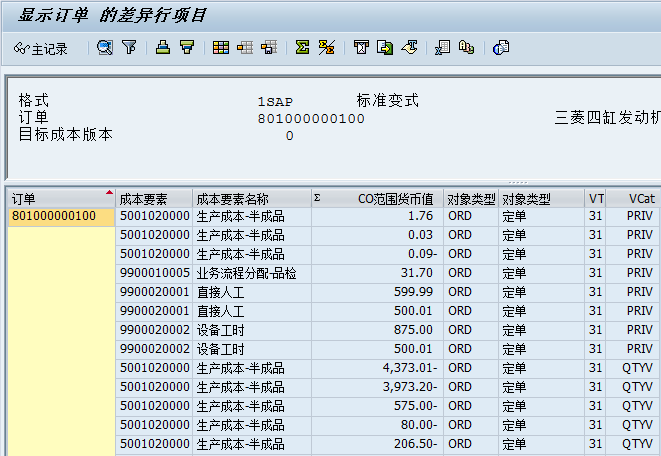 显示订单 的差异行项目
主记录
格式 1SAP 标准变式
订单 801000000100 三菱四缸发动机
目标成本版本 0
订单 成本要素 成本要素名称 Σ CO范围货币值 对象类型 对象类型 VT VCat
801000000100 5001020000 生产成本-半成品 1.76 ORD 定单 31 PRIV
5001020000 生产成本-半成品 0.03 ORD 定单 31 PRIV
5001020000 生产成本-半成品 0.09- ORD 定单 31 PRIV
9900010005 业务流程分配-品检 31.70 ORD 定单 31 PRIV
9900020001 直接人工 599.99 ORD 定单 31 PRIV
9900020001 直接人工 500.01 ORD 定单 31 PRIV
9900020002 设备工时 875.00 ORD 定单 31 PRIV
9900020002 设备工时 500.01 ORD 定单 31 PRIV
5001020000 生产成本-半成品 4,373.01- ORD 定单 31 QTYV
5001020000 生产成本-半成品 3,973.20- ORD 定单 31 QTYV
5001020000 生产成本-半成品 575.00- ORD 定单 31 QTYV
5001020000 生产成本-半成品 80.00- ORD 定单 31 QTYV
5001020000 生产成本-半成品 206.50- ORD 定单 31 QTYV